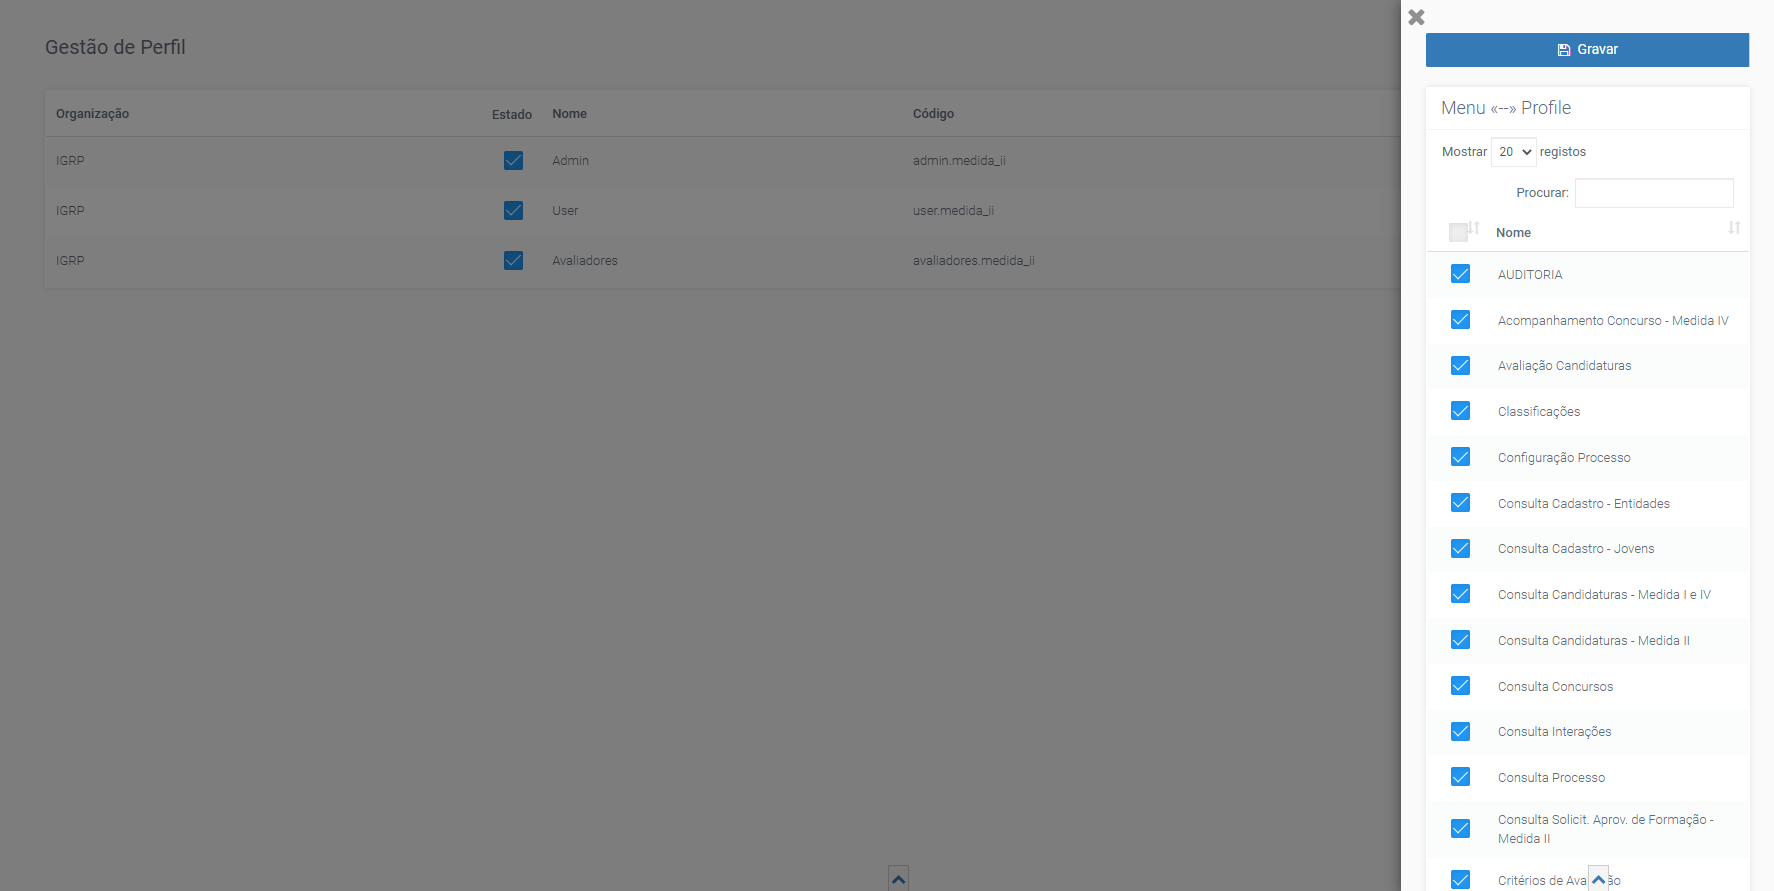 Gestão de Perfil
Organização Estado Nome Código
IGRP Admin admin.medida_ii
IGRP User user.medida_ii
IGRP Avaliadores avaliadores.medida_ii
Gravar
Menu «--» Profile
Mostrar 20 registos
Procurar:
Nome
AUDITORIA
Acompanhamento Concurso - Medida IV
Avaliação Candidaturas
Classificações
Configuração Processo
Consulta Cadastro - Entidades
Consulta Cadastro - Jovens
Consulta Candidaturas - Medida I e IV
Consulta Candidaturas - Medida II
Consulta Concursos
Consulta Interações
Consulta Processo
Consulta Solicit. Aprov. de Formação -
Medida II
Critérios de